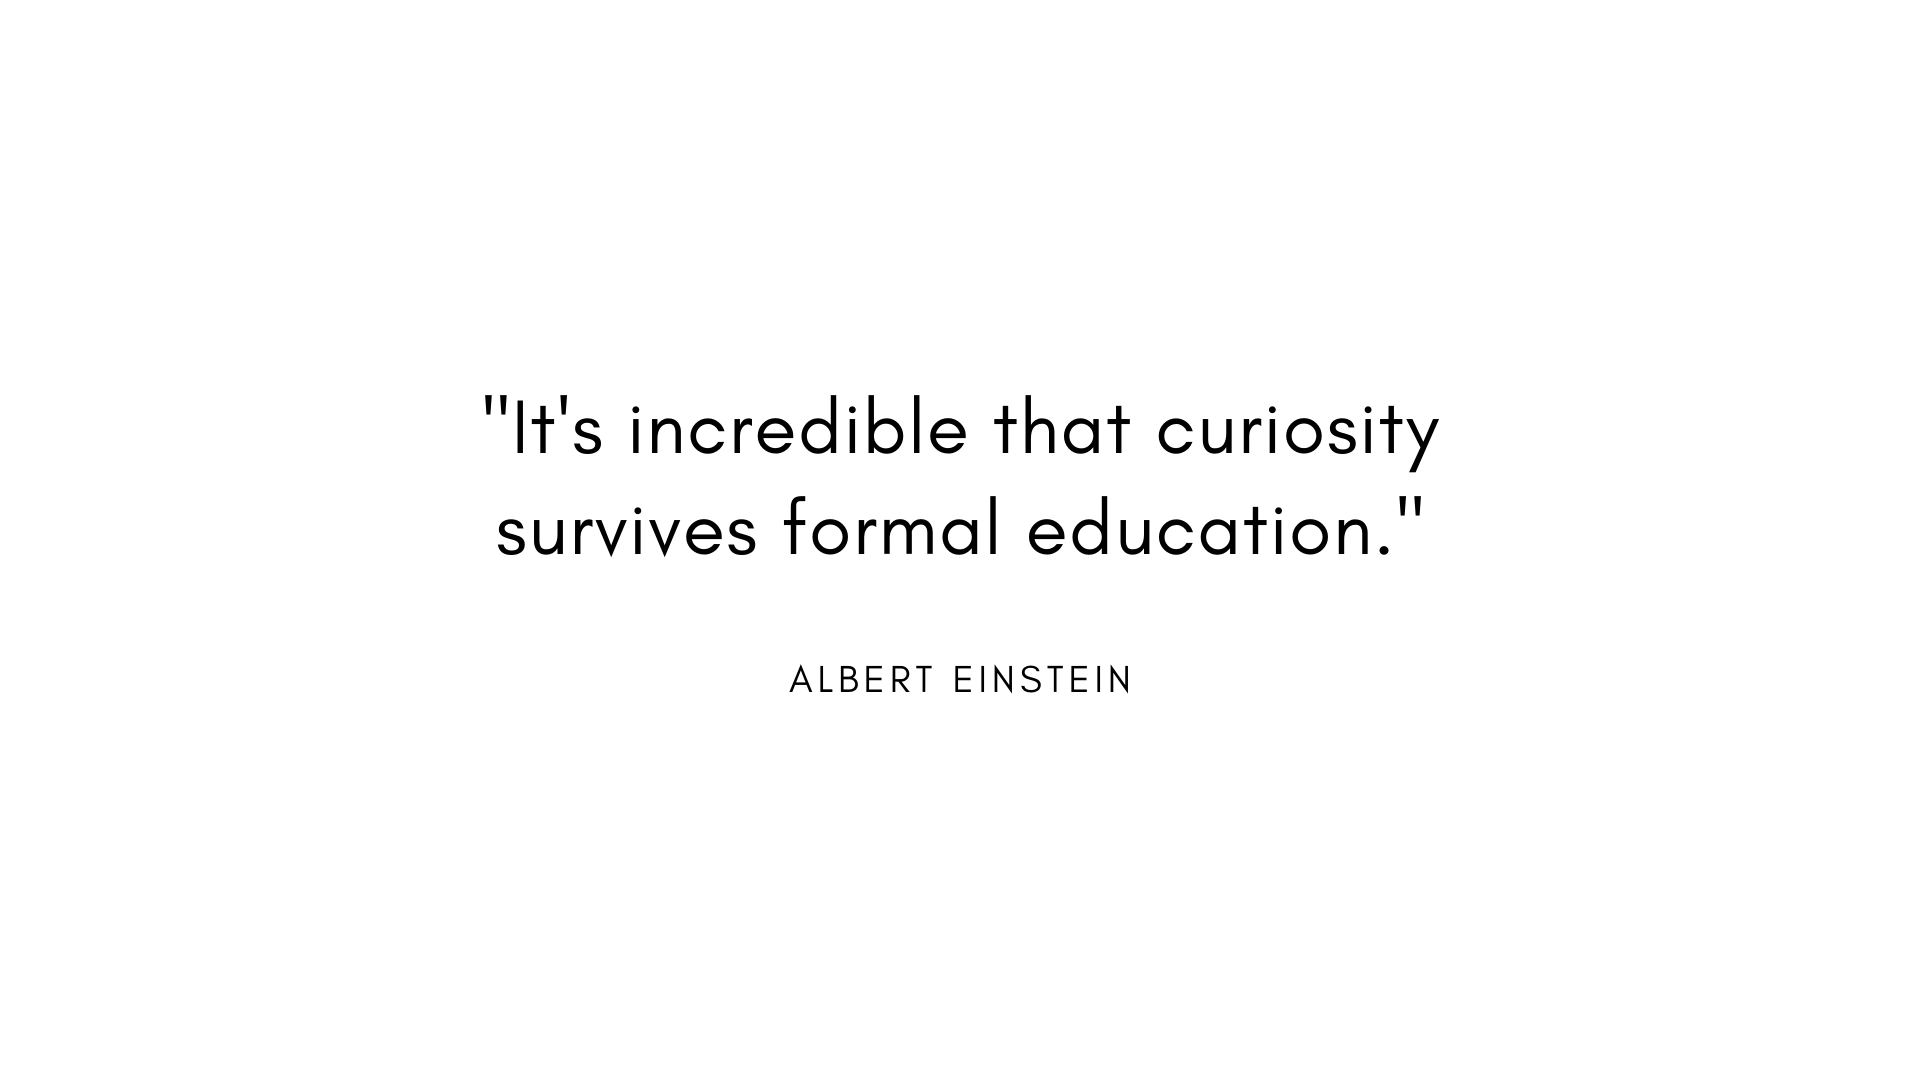 "It's incredible that curiosity
survives formal education."
ALBERT EINSTEIN